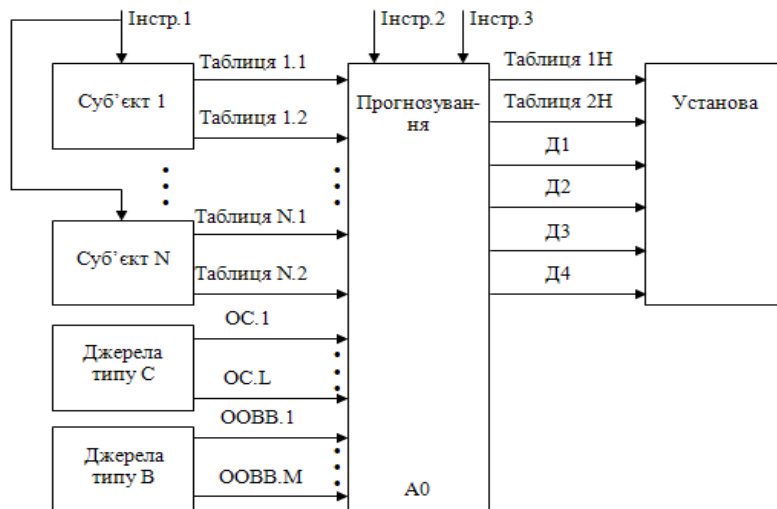 Інстр.1
Інстр.2
Інстр.3
Таблиця 1.1
Таблиця 1Н
Суб’єкт 1
Прогнозуван-
ня
Установа
Таблиця 1.2
Таблиця 2Н
Д1
Д2
Таблиця N.1
Суб’єкт N
Д3
Таблиця N.2
Д4
ОС.1
Джерела
типу С
ОС.L
ООВВ.1
Джерела
типу В
ООВВ.М
А0